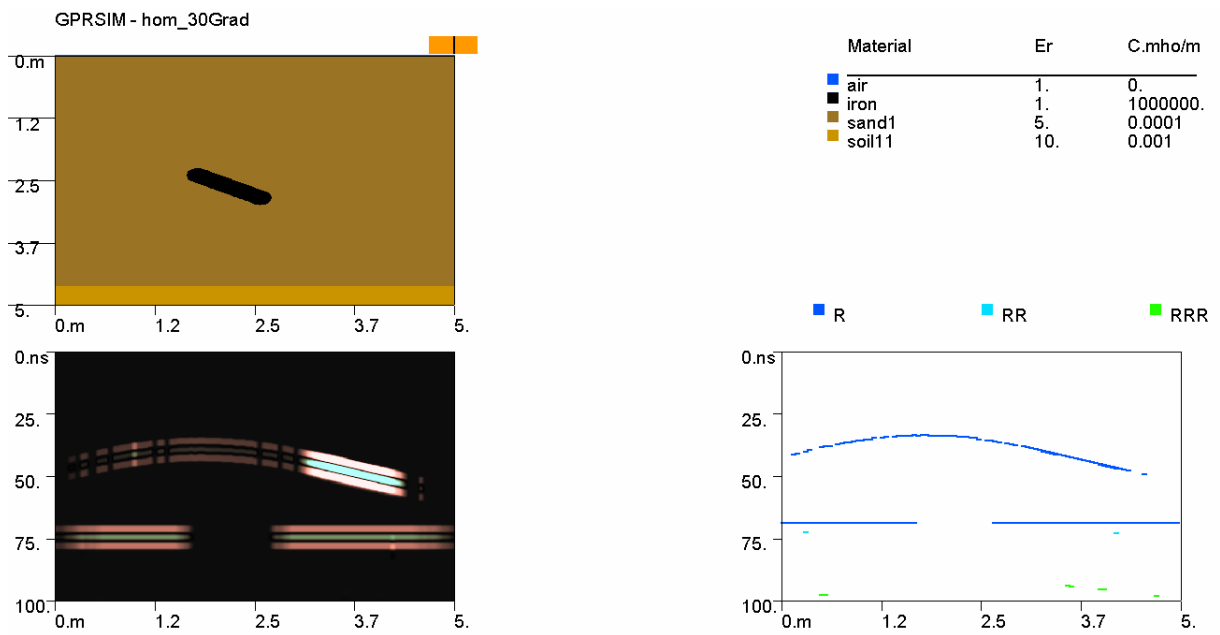 GPRSIM - hom_30Grad
0.m
1.2
2.5
3.7
5.
0.m 1.2 2.5 3.7 5.
Material Er C.mho/m
air 1. 0.
iron 1. 1000000.
sand1 5. 0.0001
soil11 10. 0.001
R RR RRR
0.ns
25.
50.
75.
100.
0.m 1.2 2.5 3.7 5.
0.ns
25.
50.
75.
100.
0.m 1.2 2.5 3.7 5.